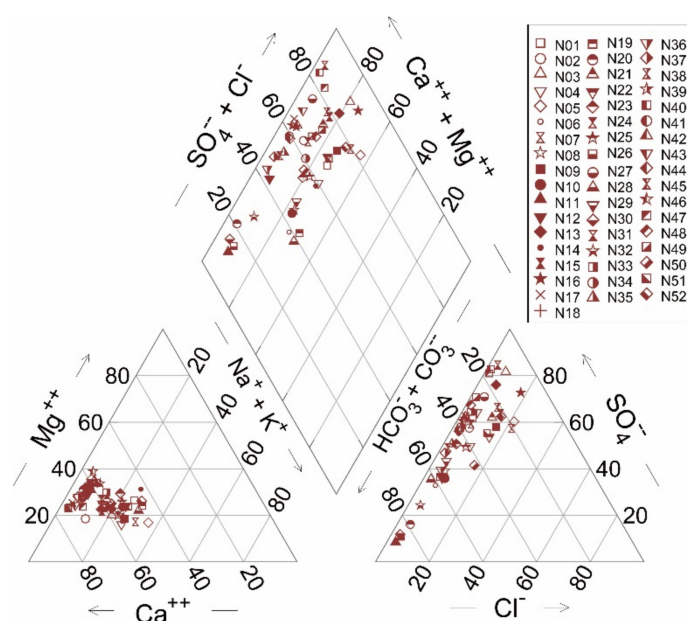 80 80
SO4-- + Cl-
Ca++ + Mg++
60 60
40 40
20 20
Mg++
Na+ + K+
HCO3- + CO3--
SO4--
80 20 20 80
60 40 40 60
40 60 60 40
20 80 80 20
80 60 40 20 20 40 60 80
Ca++ Cl-
N01 N19 N36
N02 N20 N37
N03 N21 N38
N04 N22 N39
N05 N23 N40
N06 N24 N41
N07 N25 N42
N08 N26 N43
N09 N27 N44
N10 N28 N45
N11 N29 N46
N12 N30 N47
N13 N31 N48
N14 N32 N49
N15 N33 N50
N16 N34 N51
N17 N35 N52
N18